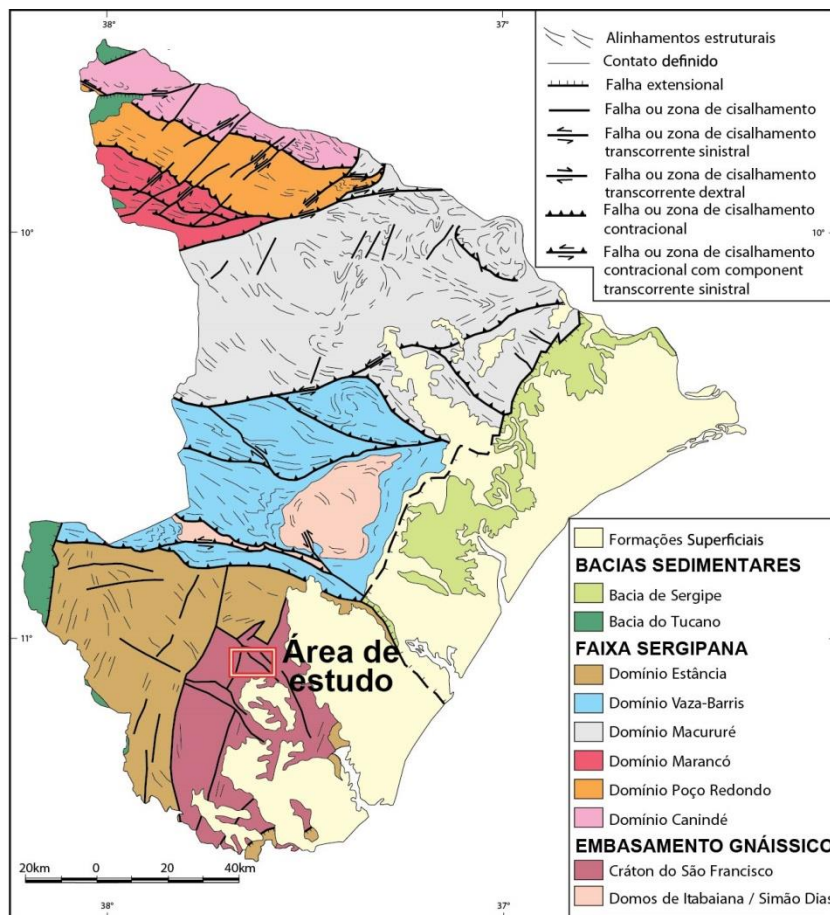 38°
37°
Alinhamentos estruturais
Contato definido
Falha extensional
Falha ou zona de cisalhamento
Falha ou zona de cisalhamento
transcorrente sinistral
Falha ou zona de cisalhamento
transcorrente dextral
Falha ou zona de cisalhamento
contracional
Falha ou zona de cisalhamento
contracional com component
transcorrente sinistral
10°
10°
11°
11°
Área de
estudo
Formações Superficiais
BACIAS SEDIMENTARES
Bacia de Sergipe
Bacia do Tucano
FAIXA SERGIPANA
Domínio Estância
Domínio Vaza-Barris
Domínio Macururé
Domínio Marancó
Domínio Poço Redondo
Domínio Canindé
EMBASAMENTO GNÁISSICO
Cráton do São Francisco
Domos de Itabaiana / Simão Dias
20km 0 20 40km
38°
37°